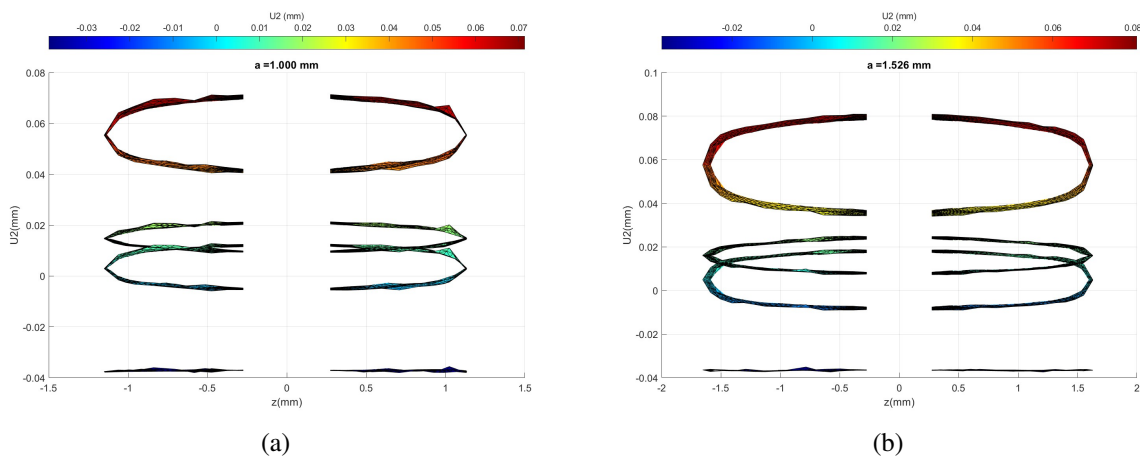 U2 (mm)
-0.03 -0.02 -0.01 0 0.01 0.02 0.03 0.04 0.05 0.06 0.07
a =1.000 mm
0.08
0.06
0.04
0.02
0
-0.02
-0.04
U2(mm)
-1.5 -1 -0.5 0 0.5 1 1.5
z(mm)
(a)
U2 (mm)
-0.02 0 0.02 0.04 0.06 0.08
a =1.526 mm
0.1
0.08
0.06
0.04
0.02
0
-0.02
-0.04
U2(mm)
-2 -1.5 -1 -0.5 0 0.5 1 1.5 2
z(mm)
(b)